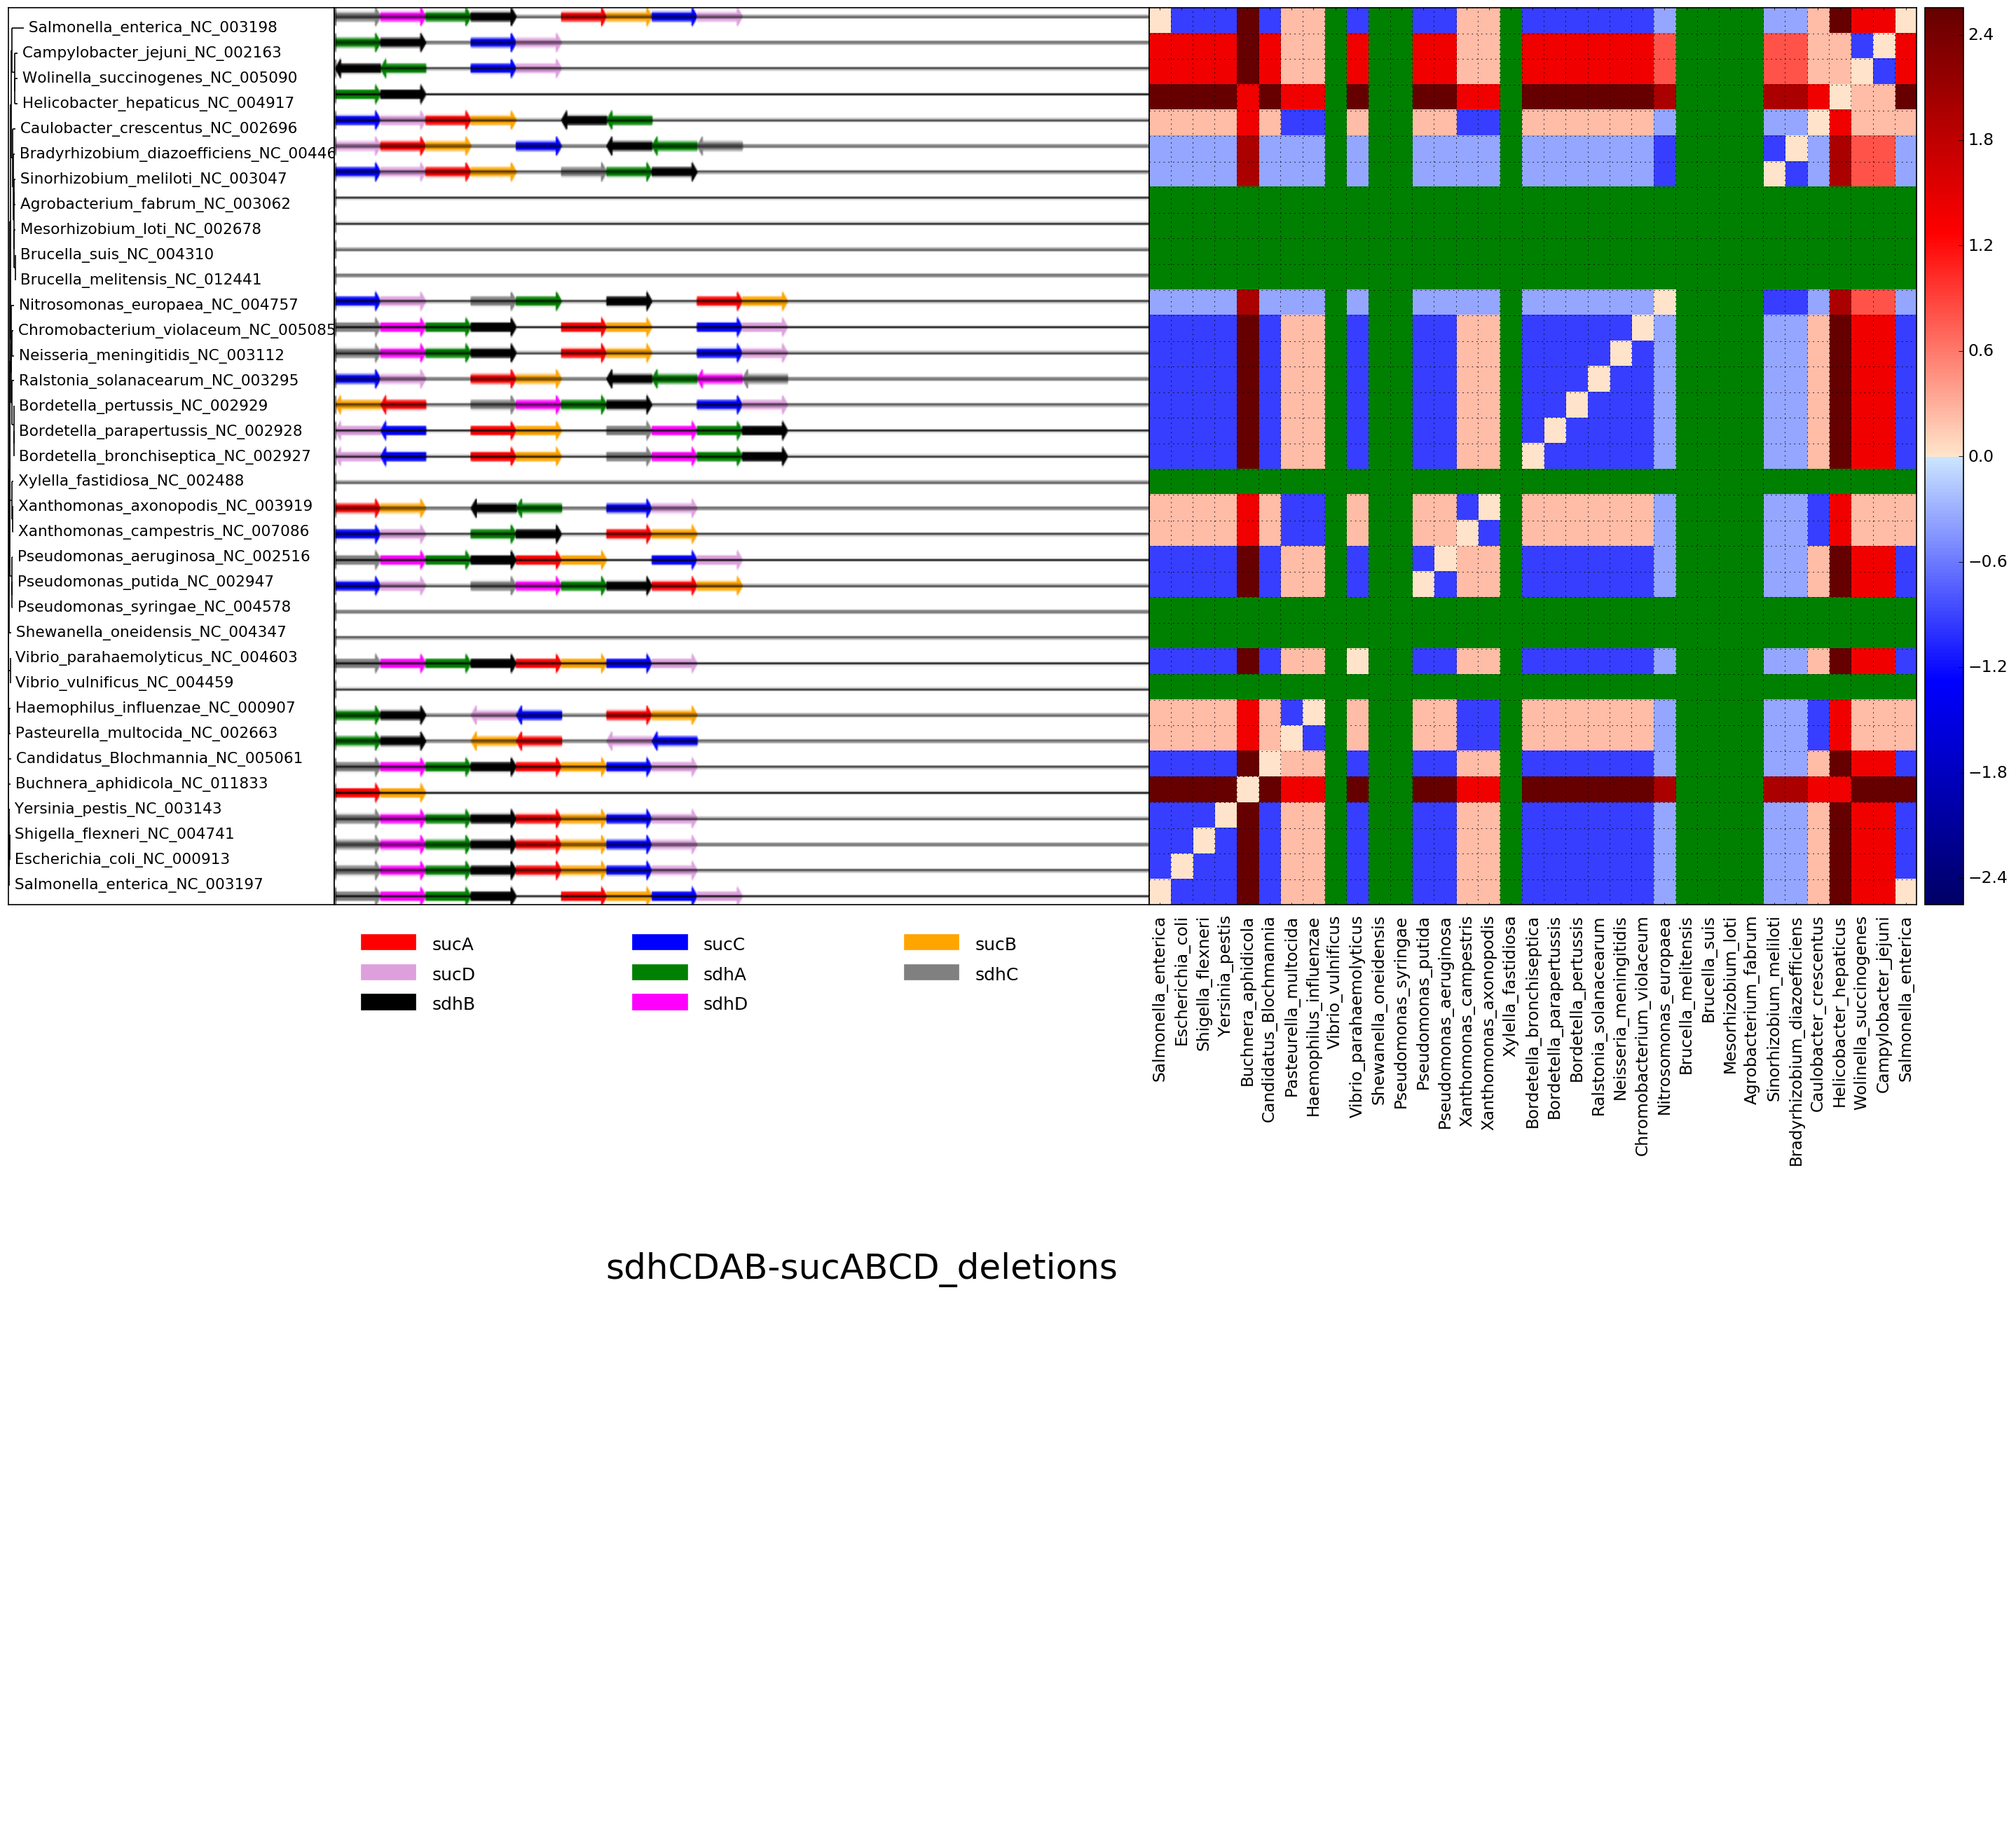 Salmonella_enterica_NC_003198
Campylobacter_jejuni_NC_002163
Wolinella_succinogenes_NC_005090
Helicobacter_hepaticus_NC_004917
Caulobacter_crescentus_NC_002696
Bradyrhizobium_diazoefficiens_NC_00446
Sinorhizobium_meliloti_NC_003047
Agrobacterium_fabrum_NC_003062
Mesorhizobium_loti_NC_002678
Brucella_suis_NC_004310
Brucella_melitensis_NC_012441
Nitrosomonas_europaea_NC_004757
Chromobacterium_violaceum_NC_005085
Neisseria_meningitidis_NC_003112
Ralstonia_solanacearum_NC_003295
Bordetella_pertussis_NC_002929
Bordetella_parapertussis_NC_002928
Bordetella_bronchiseptica_NC_002927
Xylella_fastidiosa_NC_002488
Xanthomonas_axonopodis_NC_003919
Xanthomonas_campestris_NC_007086
Pseudomonas_aeruginosa_NC_002516
Pseudomonas_putida_NC_002947
Pseudomonas_syringae_NC_004578
Shewanella_oneidensis_NC_004347
Vibrio_parahaemolyticus_NC_004603
Vibrio_vulnificus_NC_004459
Haemophilus_influenzae_NC_000907
Pasteurella_multocida_NC_002663
Candidatus_Blochmannia_NC_005061
Buchnera_aphidicola_NC_011833
Yersinia_pestis_NC_003143
Shigella_flexneri_NC_004741
Escherichia_coli_NC_000913
Salmonella_enterica_NC_003197
2.4
1.8
1.2
0.6
0.0
−0.6
−1.2
−1.8
−2.4
Salmonella_enterica
Escherichia_coli
Shigella_flexneri
Yersinia_pestis
Buchnera_aphidicola
Candidatus_Blochmannia
Pasteurella_multocida
Haemophilus_influenzae
Vibrio_vulnificus
Vibrio_parahaemolyticus
Shewanella_oneidensis
Pseudomonas_syringae
Pseudomonas_putida
Pseudomonas_aeruginosa
Xanthomonas_campestris
Xanthomonas_axonopodis
Xylella_fastidiosa
Bordetella_bronchiseptica
Bordetella_parapertussis
Bordetella_pertussis
Ralstonia_solanacearum
Neisseria_meningitidis
Chromobacterium_violaceum
Nitrosomonas_europaea
Brucella_melitensis
Brucella_suis
Mesorhizobium_loti
Agrobacterium_fabrum
Sinorhizobium_meliloti
Bradyrhizobium_diazoefficiens
Caulobacter_crescentus
Helicobacter_hepaticus
Wolinella_succinogenes
Campylobacter_jejuni
Salmonella_enterica
sucA sucC sucB
sucD sdhA sdhC
sdhB sdhD
sdhCDAB-sucABCD_deletions